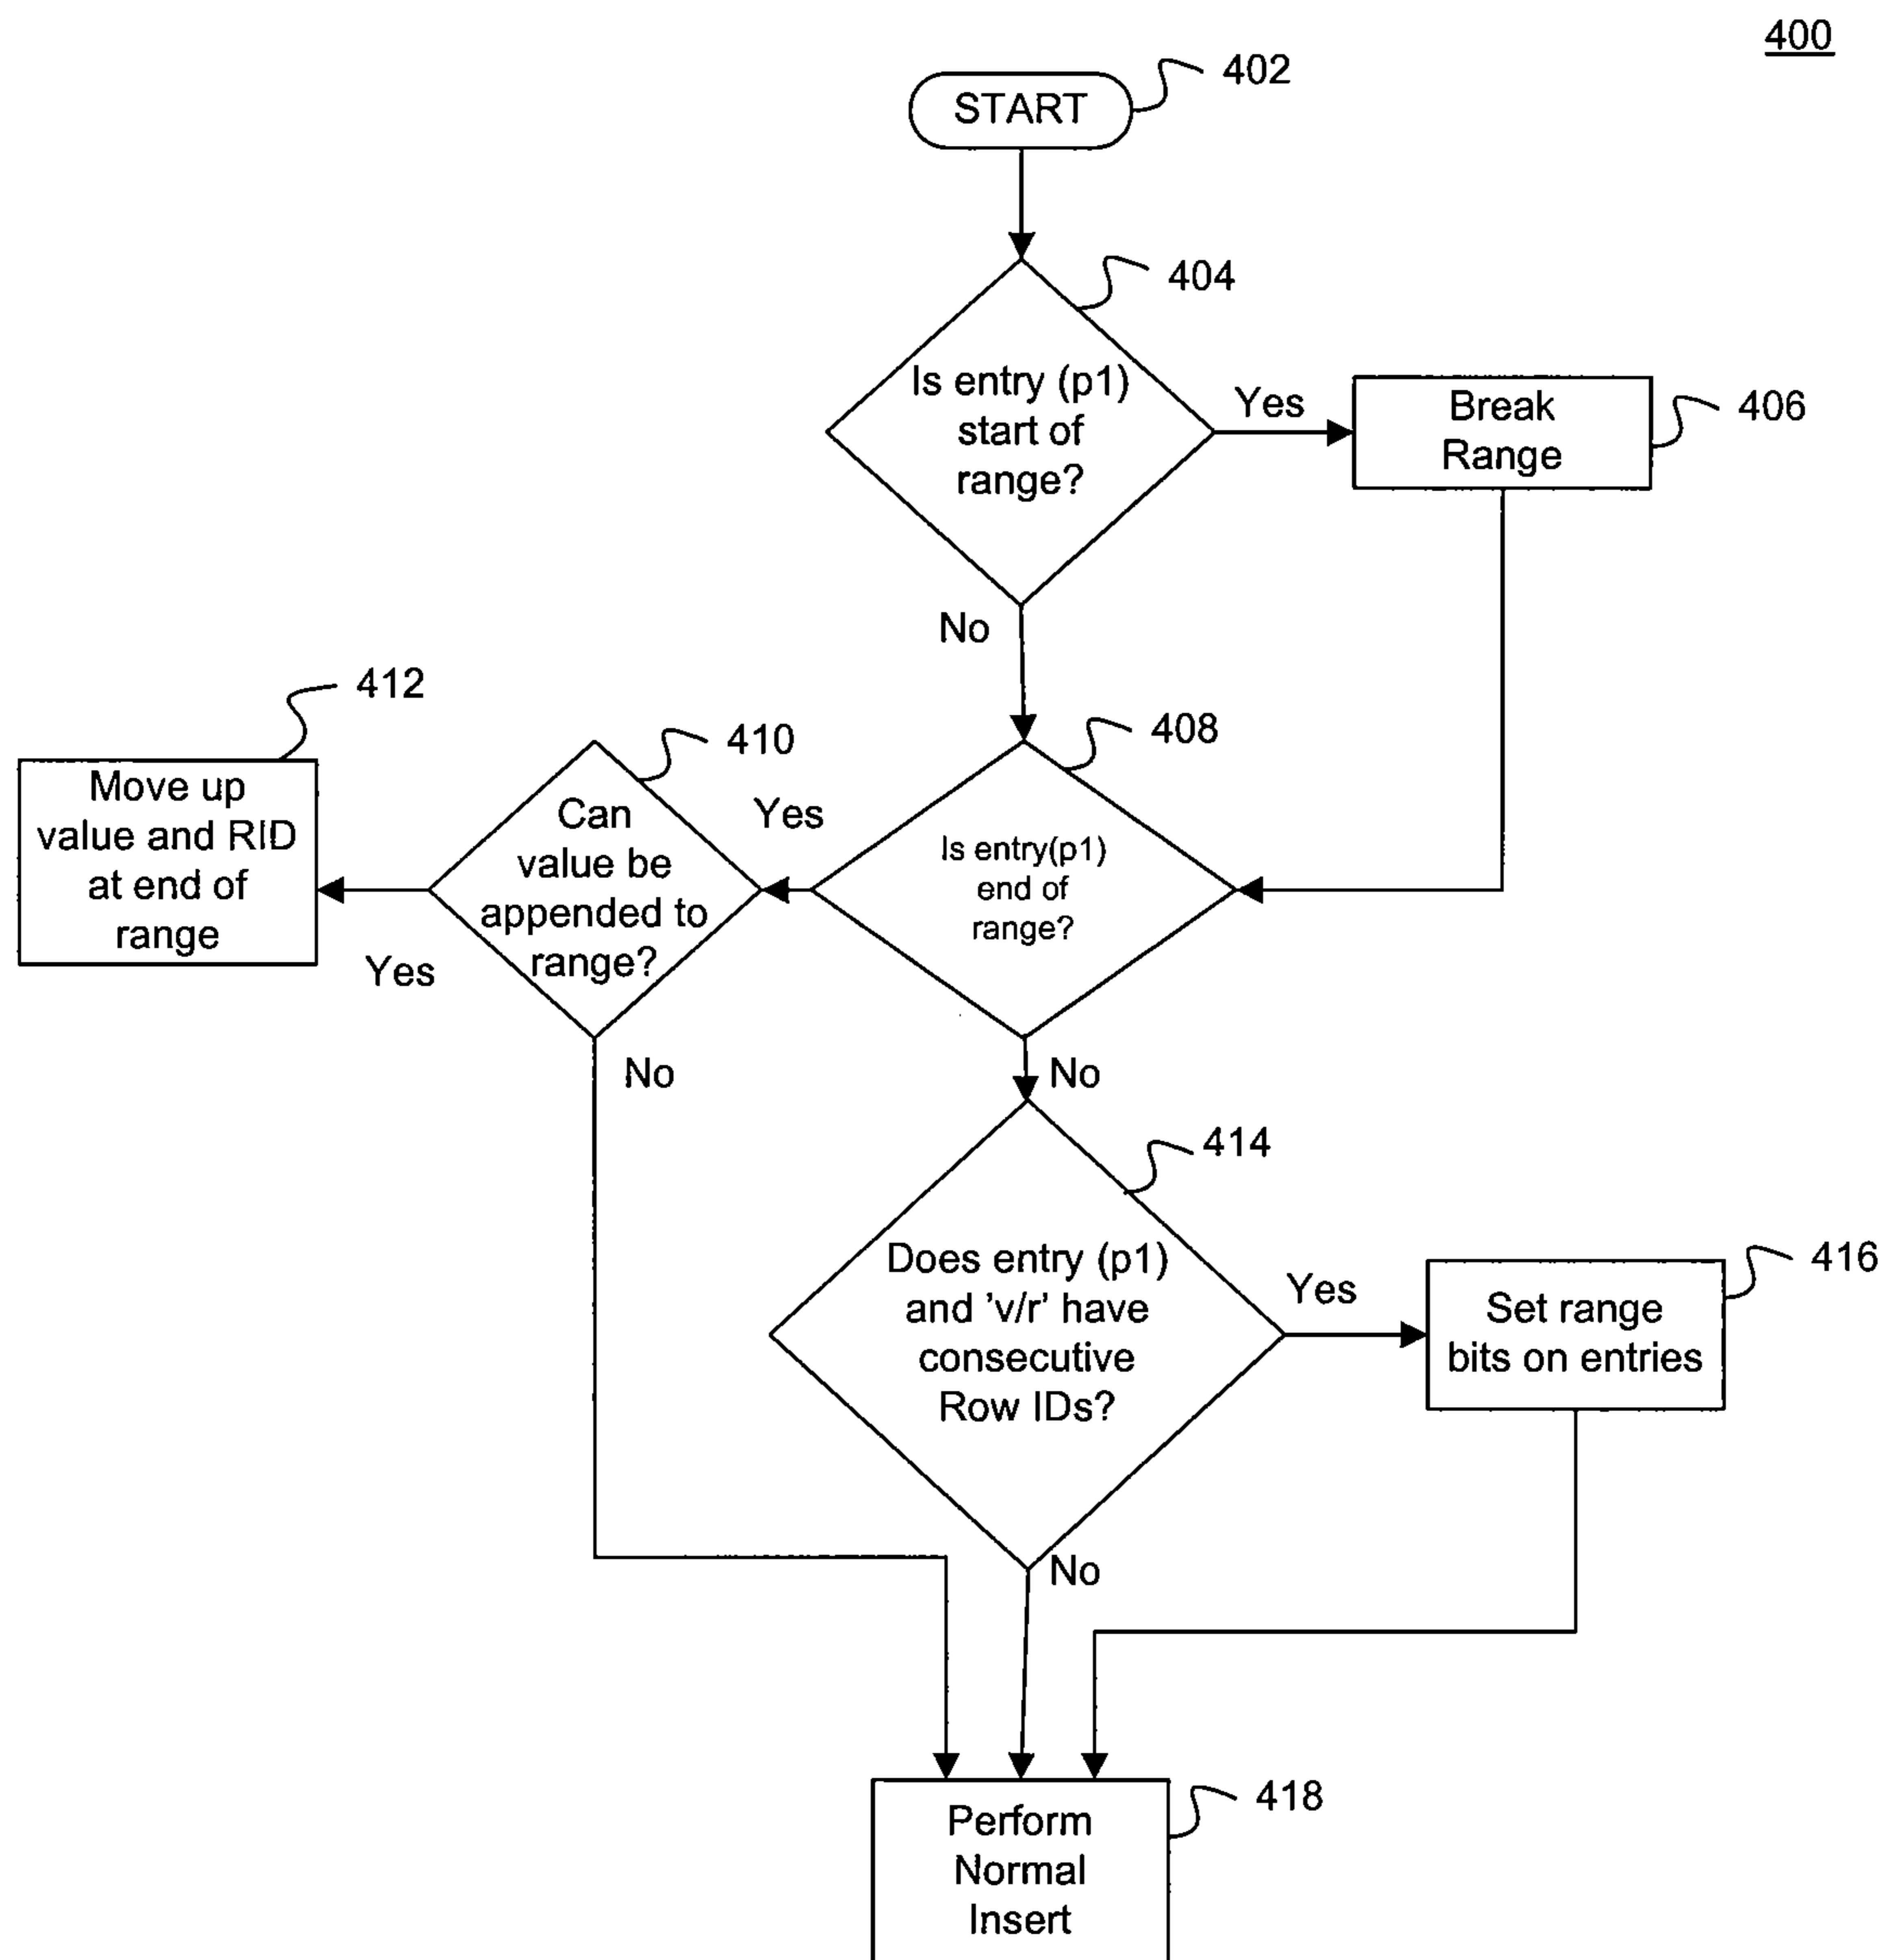 400
START
402
Is entry (p1)
start of
range?
404
Yes
Break
Range
406
No
412
Move up
value and RID
at end of
range
Yes
410
Can
value be
appended to
range?
Yes
408
Is entry(p1)
end of
range?
No
No
414
Does entry (p1)
and 'v/r' have
consecutive
Row IDs?
Yes
416
Set range
bits on entries
No
418
Perform
Normal
Insert